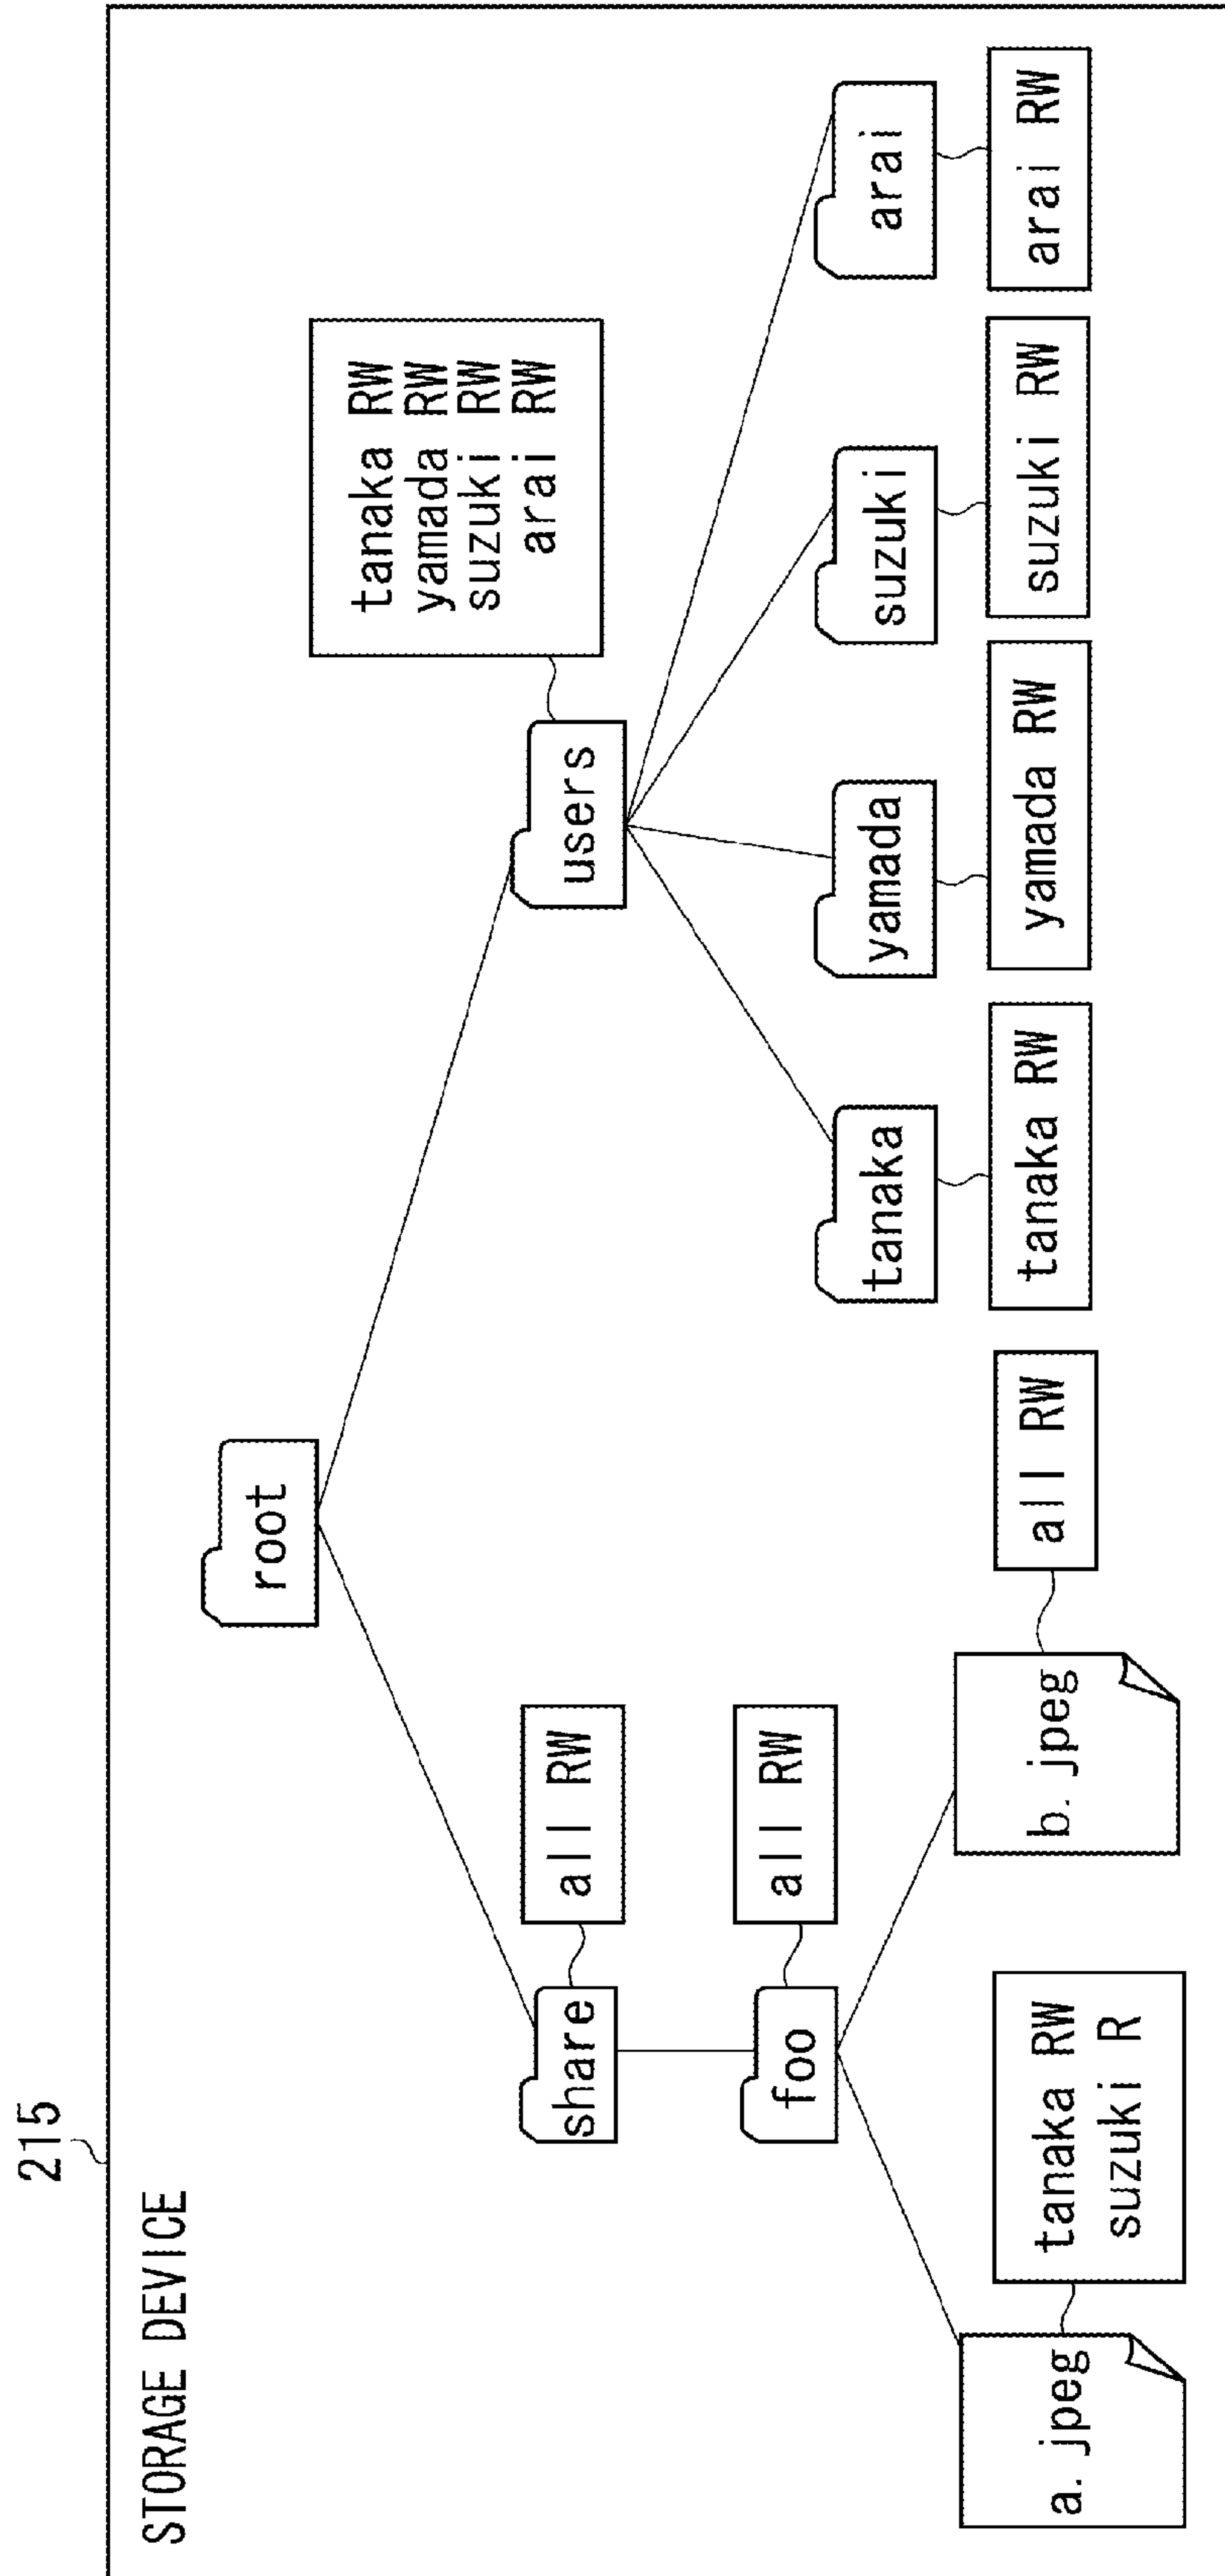 215
STORAGE DEVICE
root
share
all RW
users
tanaka RW
yamada RW
suzuki RW
arai RW
foo
all RW
a. jpeg
tanaka RW
suzuki R
b. jpeg
all RW
tanaka
tanaka RW
yamada
yamada RW
suzuki
suzuki RW
arai
arai RW